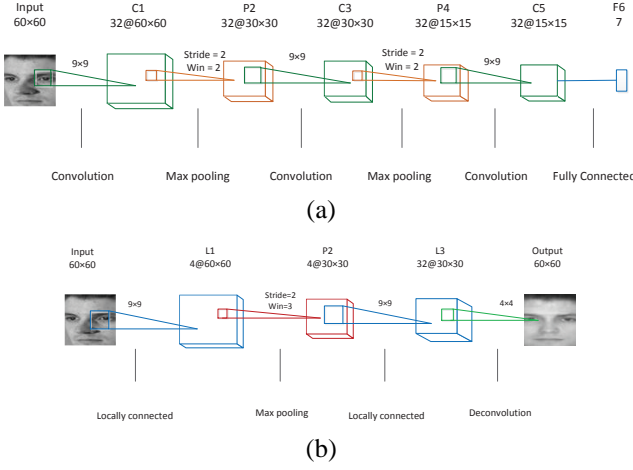 Input C1 P2 C3 P4 C5 F6
60×60 32@60×60 32@30×30 32@30×30 32@15×15 32@15×15 7
9×9 Stride = 2 9×9 Stride = 2 9×9
Win = 2 Win = 2
Convolution Max pooling Convolution Max pooling Convolution Fully Connected
(a)
Input L1 P2 L3 Output
60×60 4@60×60 4@30×30 32@30×30 60×60
9×9 Stride=2 9×9 4×4
Win=3
Locally connected Max pooling Locally connected Deconvolution
(b)